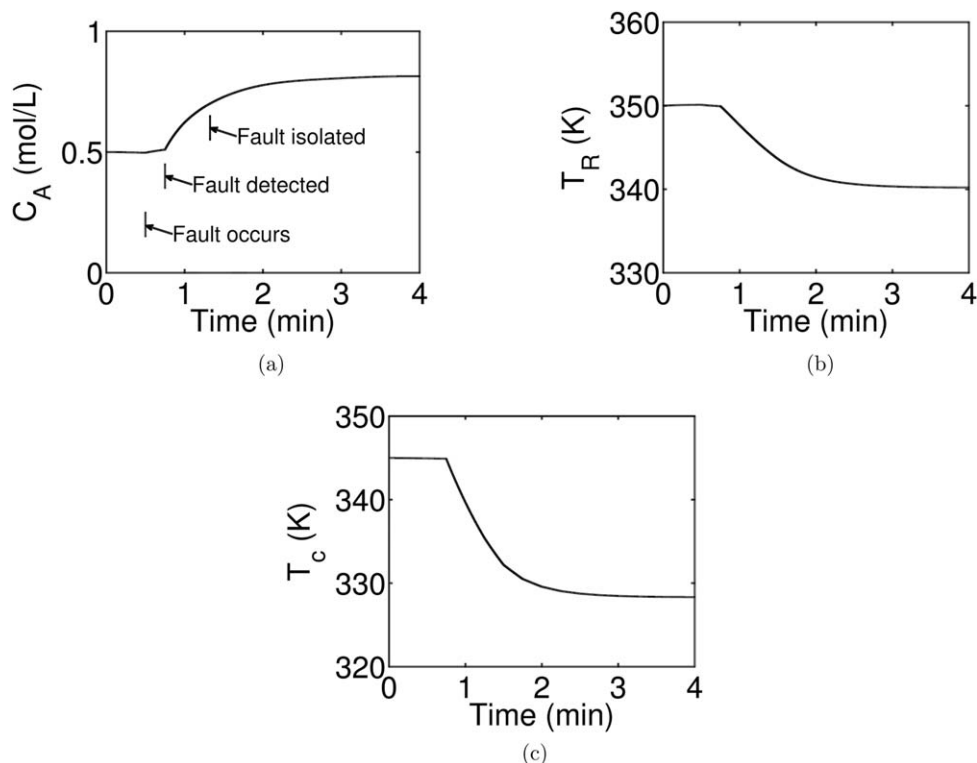 1
0.5
0
C_A (mol/L)
Fault isolated
Fault detected
Fault occurs
0 1 2 3 4
Time (min)
(a)
360
350
340
330
T_R (K)
0 1 2 3 4
Time (min)
(b)
350
340
330
320
T_c (K)
0 1 2 3 4
Time (min)
(c)